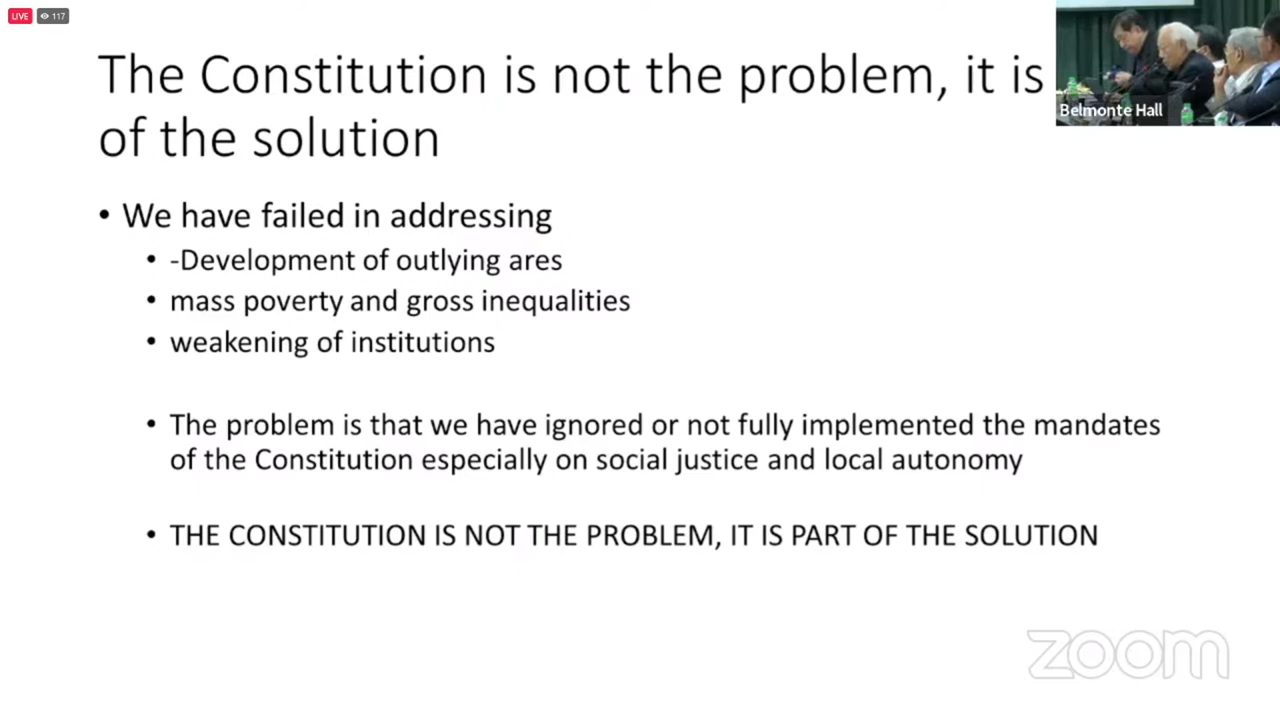 LIVE 117
The Constitution is not the problem, it is
of the solution
Belmonte Hall
• We have failed in addressing
• -Development of outlying ares
• mass poverty and gross inequalities
• weakening of institutions
• The problem is that we have ignored or not fully implemented the mandates
of the Constitution especially on social justice and local autonomy
• THE CONSTITUTION IS NOT THE PROBLEM, IT IS PART OF THE SOLUTION
zoom